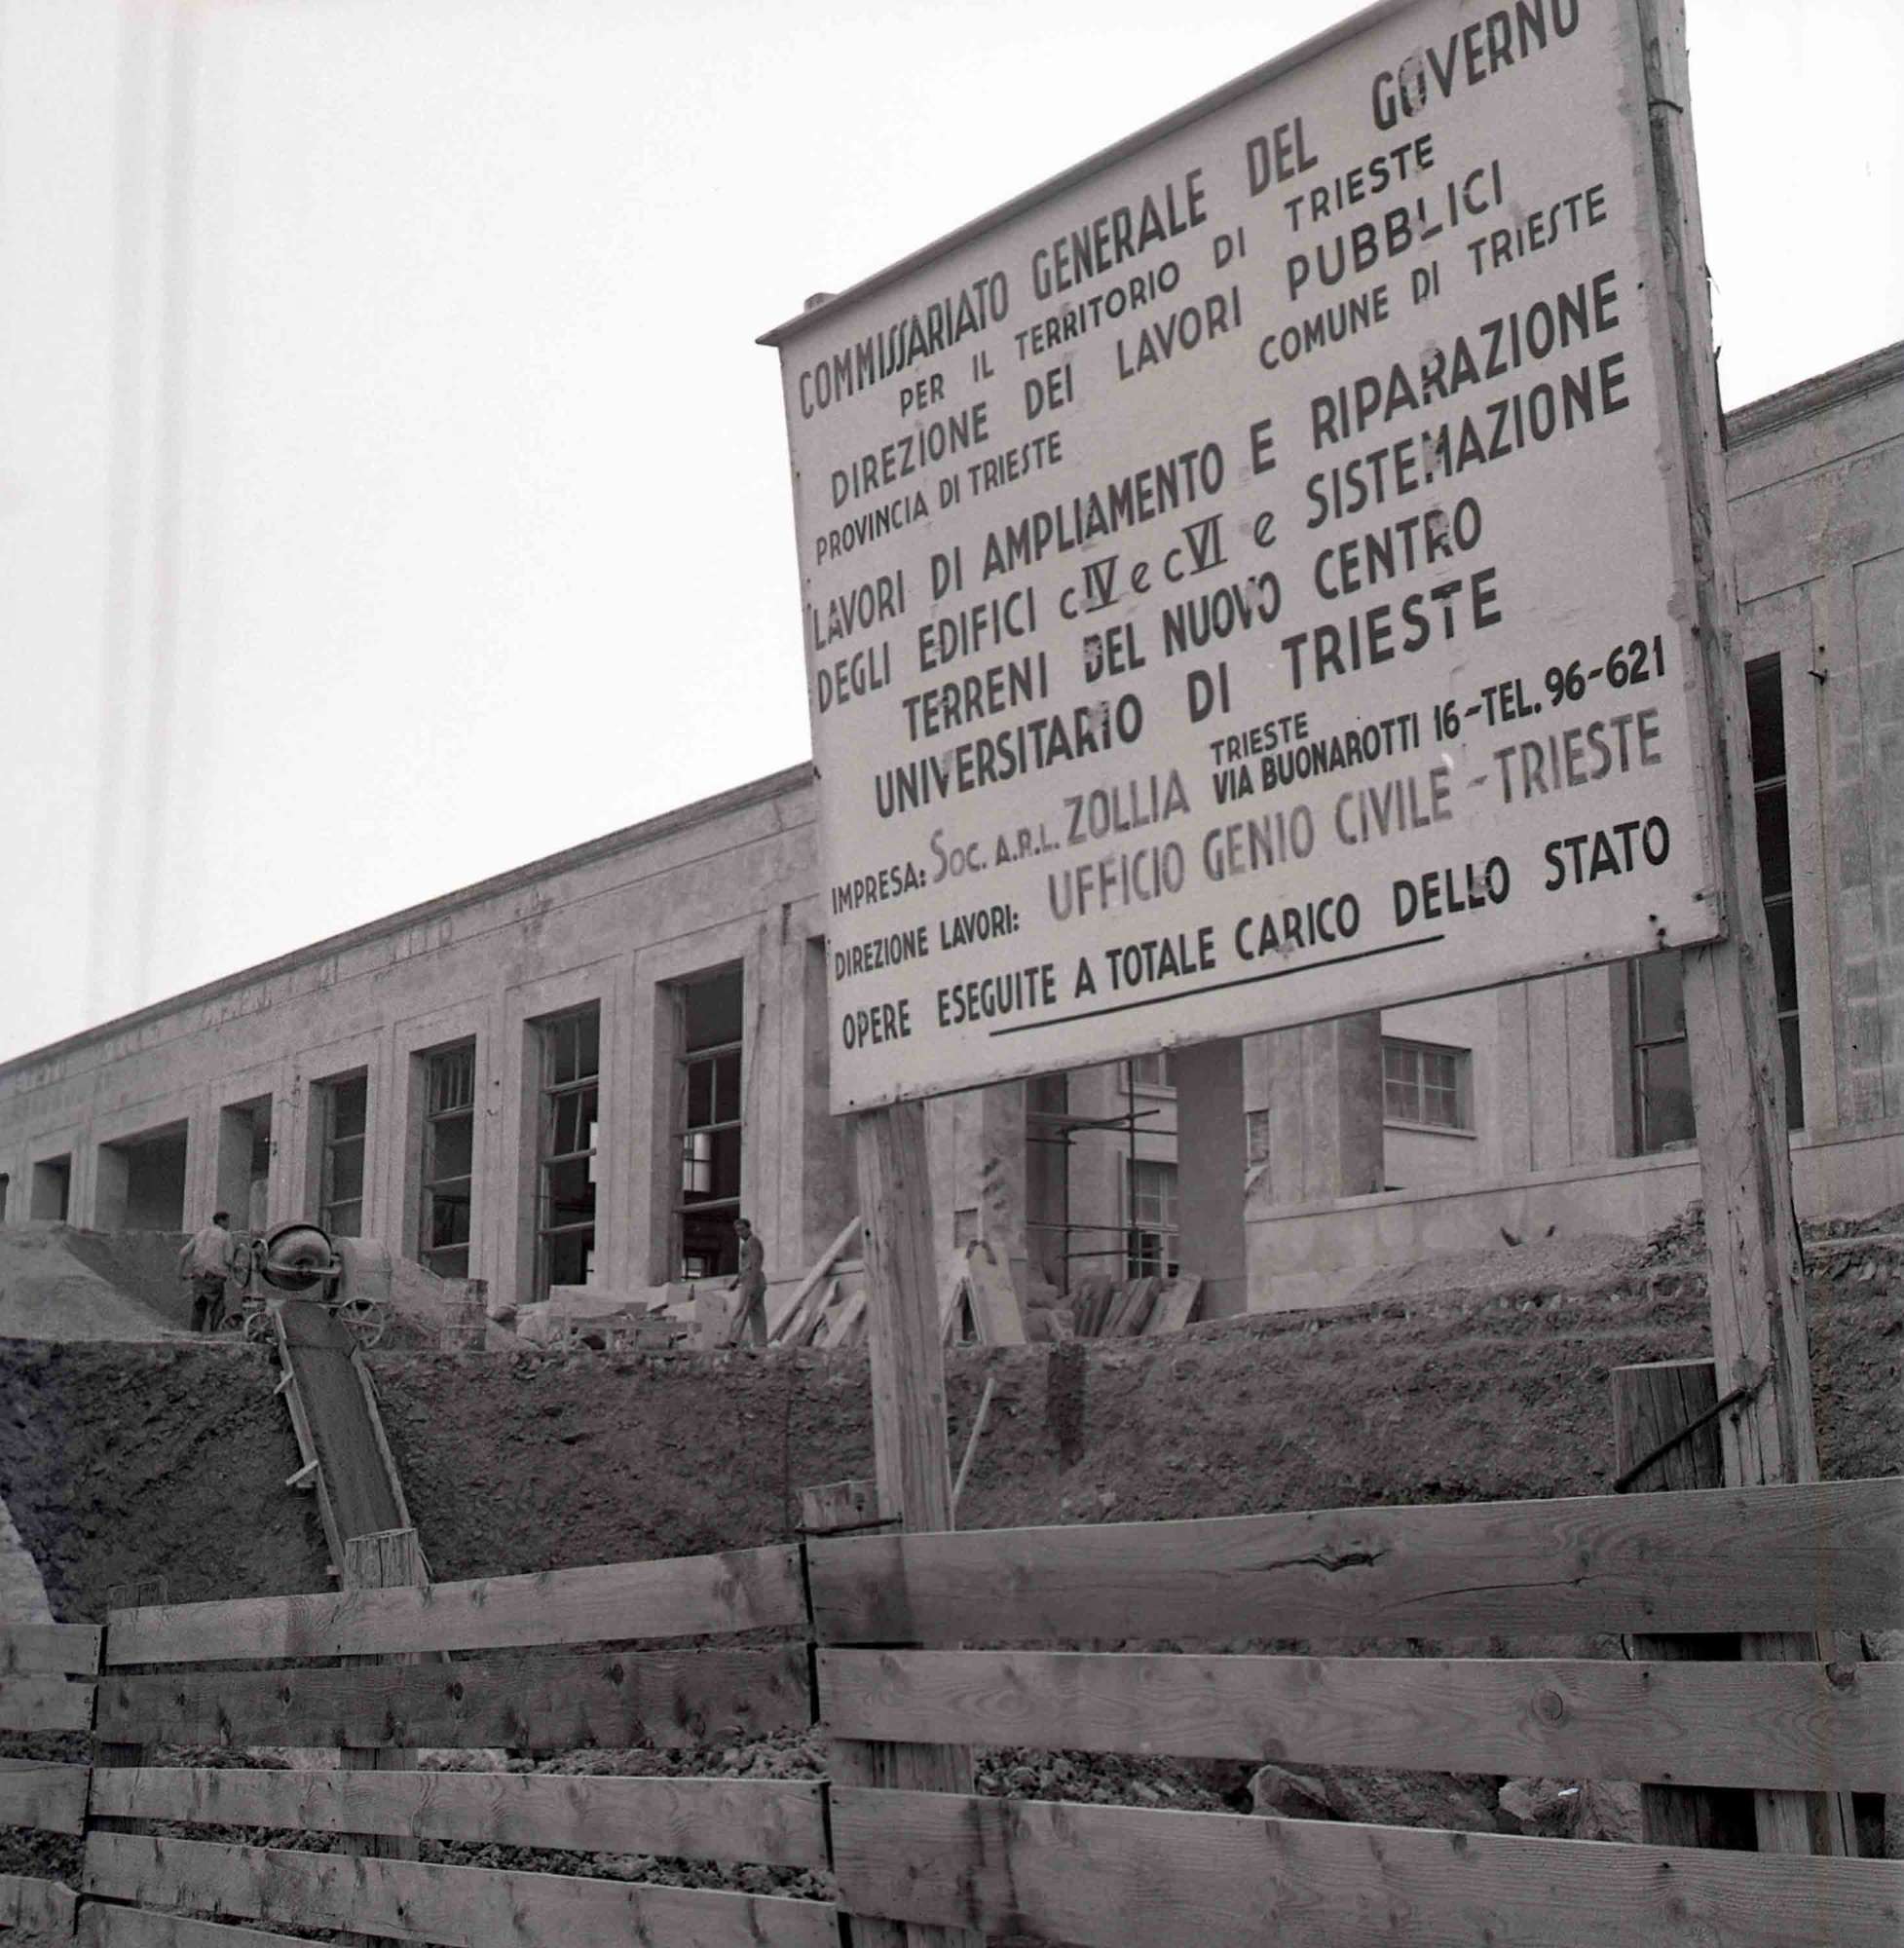 COMMISSARIATO GENERALE DEL GOVERNO
PER IL TERRITORIO DI TRIESTE
DIREZIONE DEI LAVORI PUBBLICI
PROVINCIA DI TRIESTE COMUNE DI TRIESTE
LAVORI DI AMPLIAMENTO E RIPARAZIONE
DEGLI EDIFICI cIV e cVI e SISTEMAZIONE
TERRENI DEL NUOVO CENTRO
UNIVERSITARIO DI TRIESTE
IMPRESA: Soc. A.R.L. ZOLLIA TRIESTE
VIA BUONAROTTI 16-TEL. 96-621
DIREZIONE LAVORI: UFFICIO GENIO CIVILE - TRIESTE
OPERE ESEGUITE A TOTALE CARICO DELLO STATO